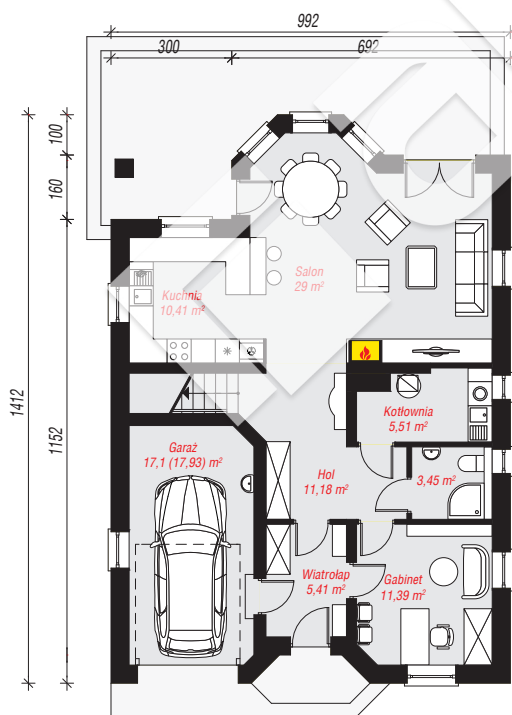 992
300
692
100
160
1412
1152
Salon
29 m²
Kuchnia
10,41 m²
Kotłownia
5,51 m²
Garaż
17,1 (17,93) m²
Hol
11,18 m²
3,45 m²
Wiatrołap
5,41 m²
Gabinet
11,39 m²